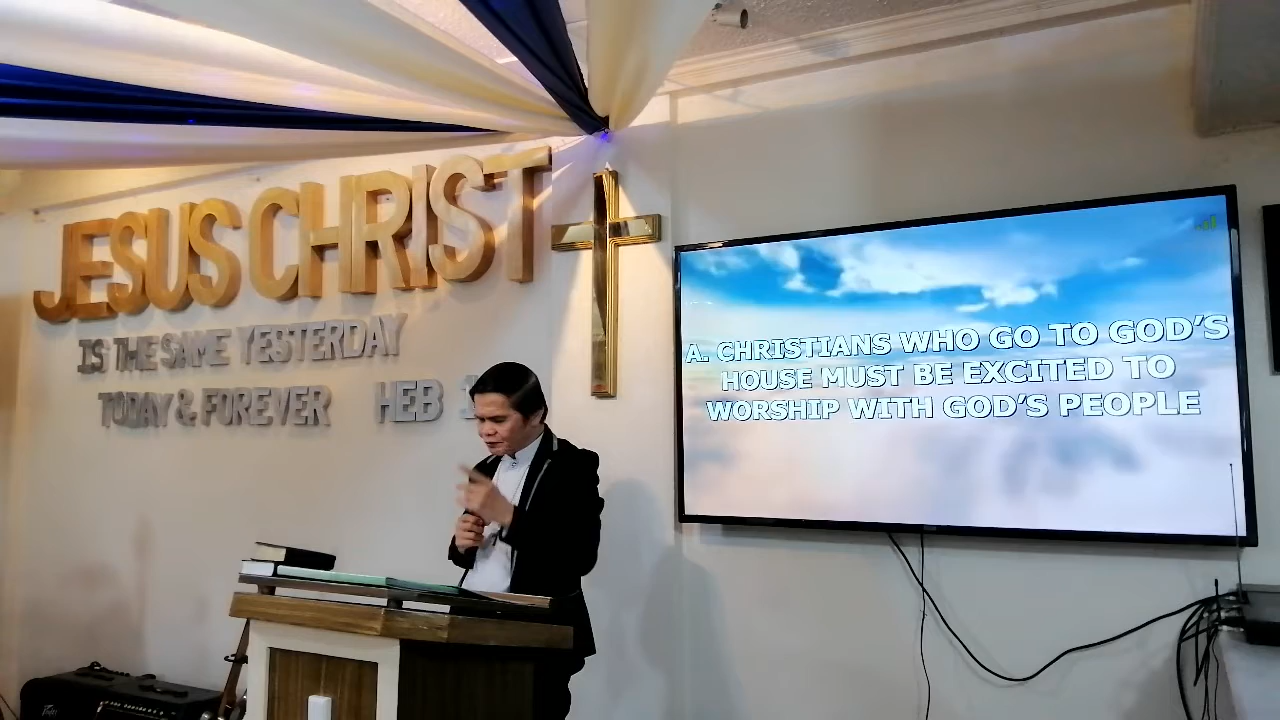 JESUS CHRIST
IS THE SAME YESTERDAY
TODAY & FOREVER HEB
A. CHRISTIANS WHO GO TO GOD'S
HOUSE MUST BE EXCITED TO
WORSHIP WITH GOD'S PEOPLE